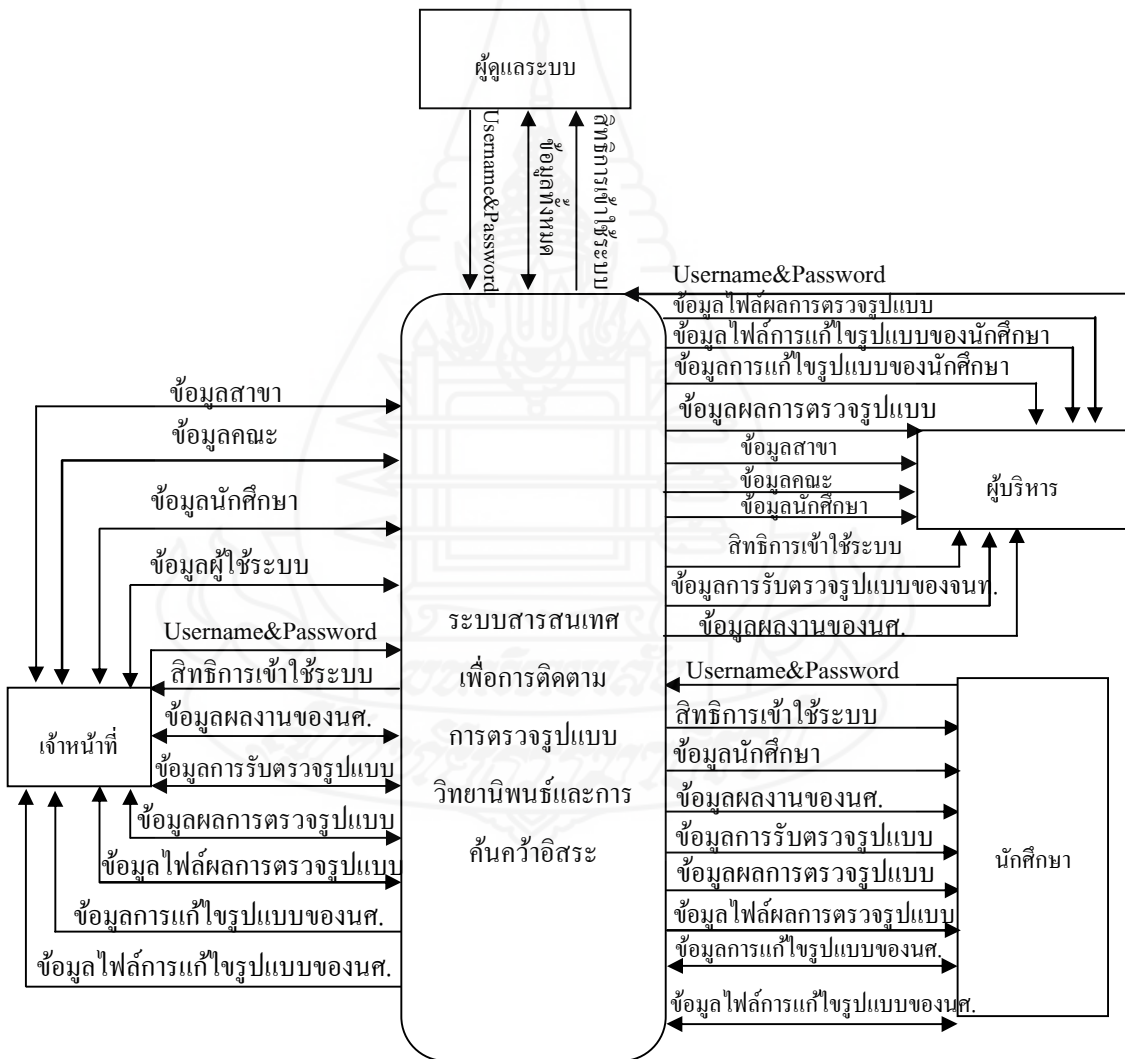 ผู้ดูแลระบบ
Username&Password
ข้อมูลทั้งหมด
สิทธิการเข้าใช้ระบบ
Username&Password
ข้อมูลไฟล์ผลการตรวจรูปแบบ
ข้อมูลไฟล์การแก้ไขรูปแบบของนักศึกษา
ข้อมูลการแก้ไขรูปแบบของนักศึกษา
ข้อมูลผลการตรวจรูปแบบ
ข้อมูลสาขา
ข้อมูลคณะ
ข้อมูลนักศึกษา
สิทธิการเข้าใช้ระบบ
ข้อมูลการรับตรวจรูปแบบของจนท.
ข้อมูลผลงานของนศ.
ผู้บริหาร
ข้อมูลสาขา
ข้อมูลคณะ
ข้อมูลนักศึกษา
ข้อมูลผู้ใช้ระบบ
Username&Password
สิทธิการเข้าใช้ระบบ
ข้อมูลผลงานของนศ.
ข้อมูลการรับตรวจรูปแบบ
ข้อมูลผลการตรวจรูปแบบ
ข้อมูลไฟล์ผลการตรวจรูปแบบ
ข้อมูลการแก้ไขรูปแบบของนศ.
ข้อมูลไฟล์การแก้ไขรูปแบบของนศ.
เจ้าหน้าที่
ระบบสารสนเทศ
เพื่อการติดตาม
การตรวจรูปแบบ
วิทยานิพนธ์และการ
ค้นคว้าอิสระ
Username&Password
สิทธิการเข้าใช้ระบบ
ข้อมูลนักศึกษา
ข้อมูลผลงานของนศ.
ข้อมูลการรับตรวจรูปแบบ
ข้อมูลผลการตรวจรูปแบบ
ข้อมูลไฟล์ผลการตรวจรูปแบบ
ข้อมูลการแก้ไขรูปแบบของนศ.
ข้อมูลไฟล์การแก้ไขรูปแบบของนศ.
นักศึกษา